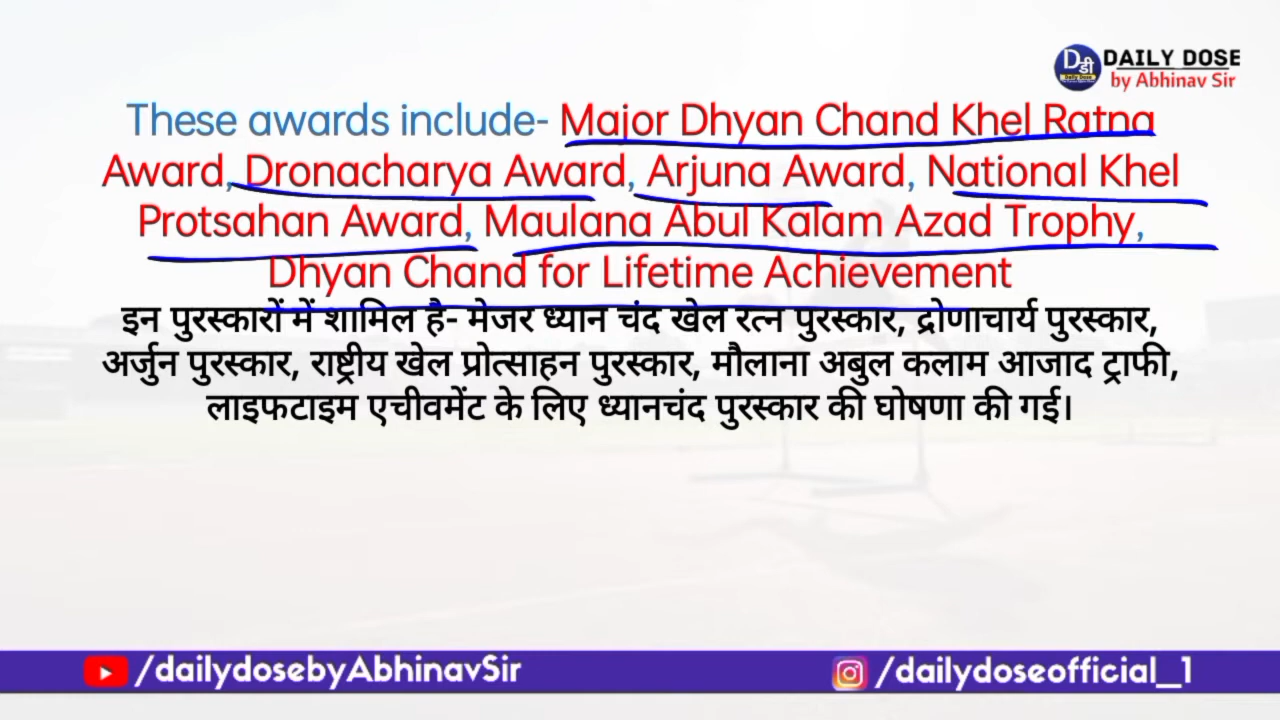 DAILY DOSE
by Abhinav Sir
These awards include- Major Dhyan Chand Khel Ratna
Award, Dronacharya Award, Arjuna Award, National Khel
Protsahan Award, Maulana Abul Kalam Azad Trophy,
Dhyan Chand for Lifetime Achievement
इन पुरस्कारों में शामिल है- मेजर ध्यान चंद खेल रत्न पुरस्कार, द्रोणाचार्य पुरस्कार,
अर्जुन पुरस्कार, राष्ट्रीय खेल प्रोत्साहन पुरस्कार, मौलाना अबुल कलाम आजाद ट्राफी,
लाइफटाइम एचीवमेंट के लिए ध्यानचंद पुरस्कार की घोषणा की गई।
/dailydosebyAbhinavSir
/dailydoseofficial_1